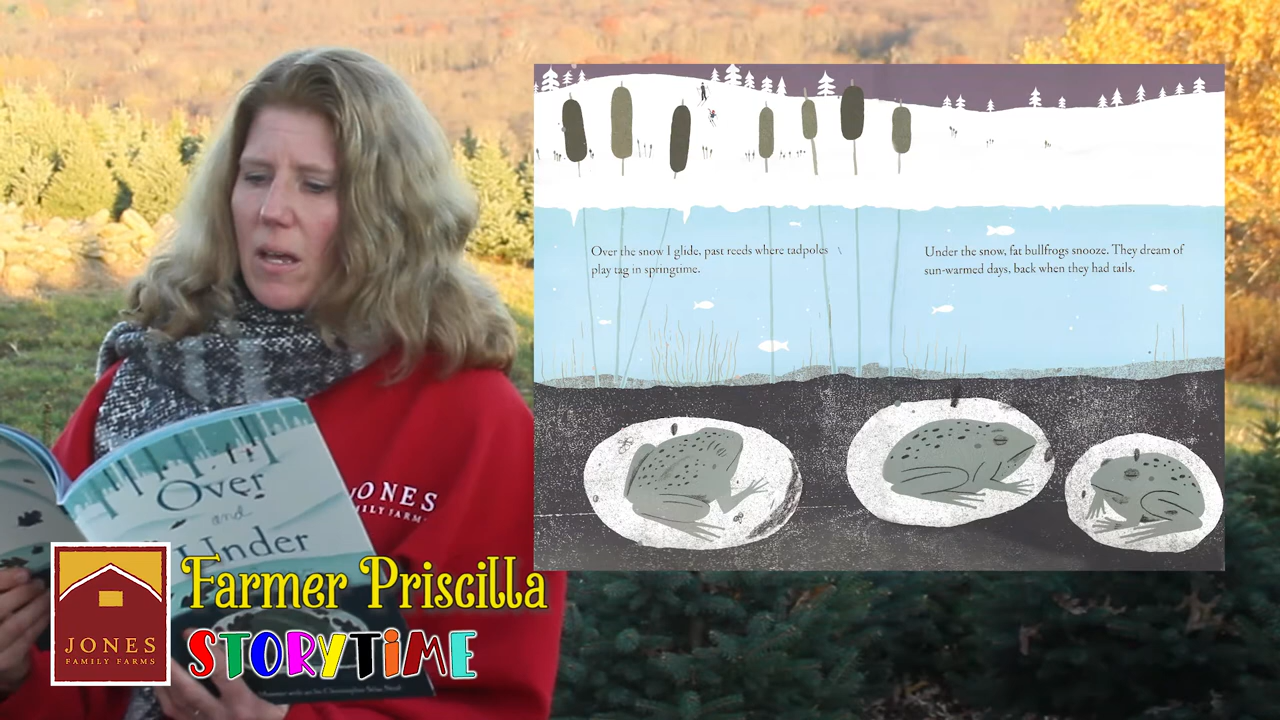 Over the snow I glide, past reeds where tadpoles
play tag in springtime.
Under the snow, fat bullfrogs snooze. They dream of
sun-warmed days, back when they had tails.
Over
and
Under
JONES
FAMILY FARMS
JONES
FAMILY FARMS
Farmer Priscilla
STORYTiME